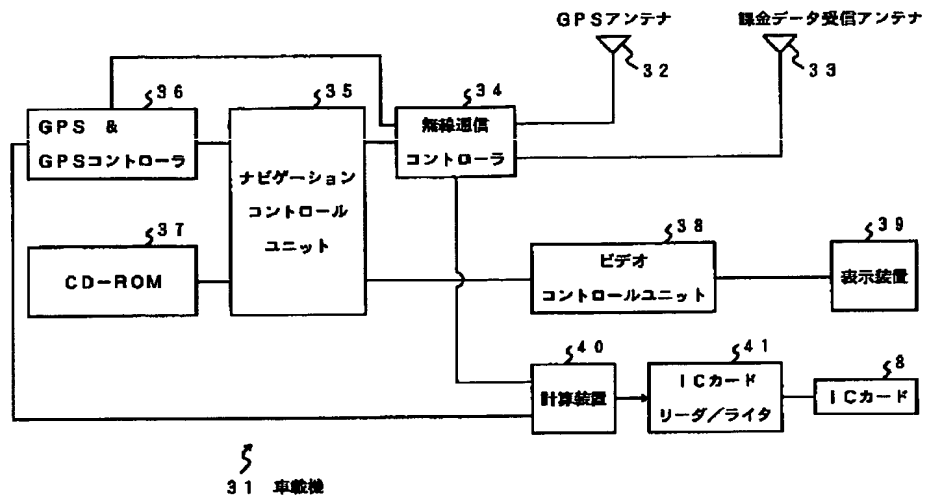 GPSアンテナ
課金データ受信アンテナ
32
33
36
35
34
GPS &
GPSコントローラ
ナビゲーション
コントロール
ユニット
無線通信
コントローラ
37
CD-ROM
38
ビデオ
コントロールユニット
39
表示装置
40
計算装置
41
ICカード
リーダ/ライタ
8
ICカード
31 車載機